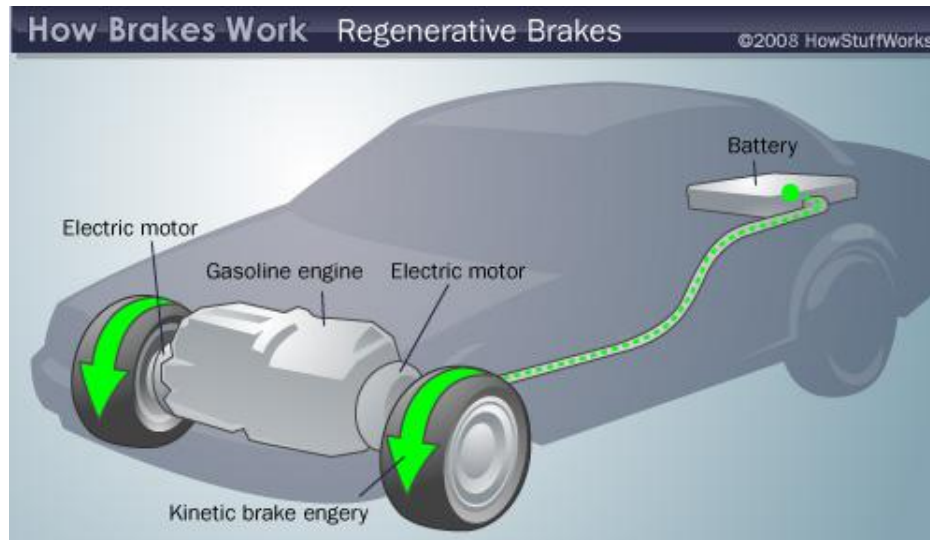 How Brakes Work Regenerative Brakes ©2008 HowStuffWorks
Battery
Electric motor
Gasoline engine Electric motor
Kinetic brake engery